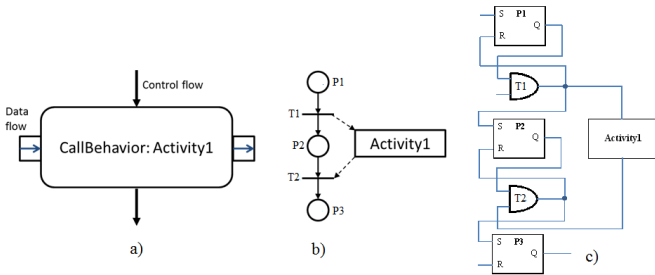 Control flow
Data
flow
CallBehavior: Activity1
a)
P1
T1
P2
Activity1
T2
P3
b)
S P1 Q
R
T1
S P2 Q
R
Activity1
T2
S P3 Q
R
c)